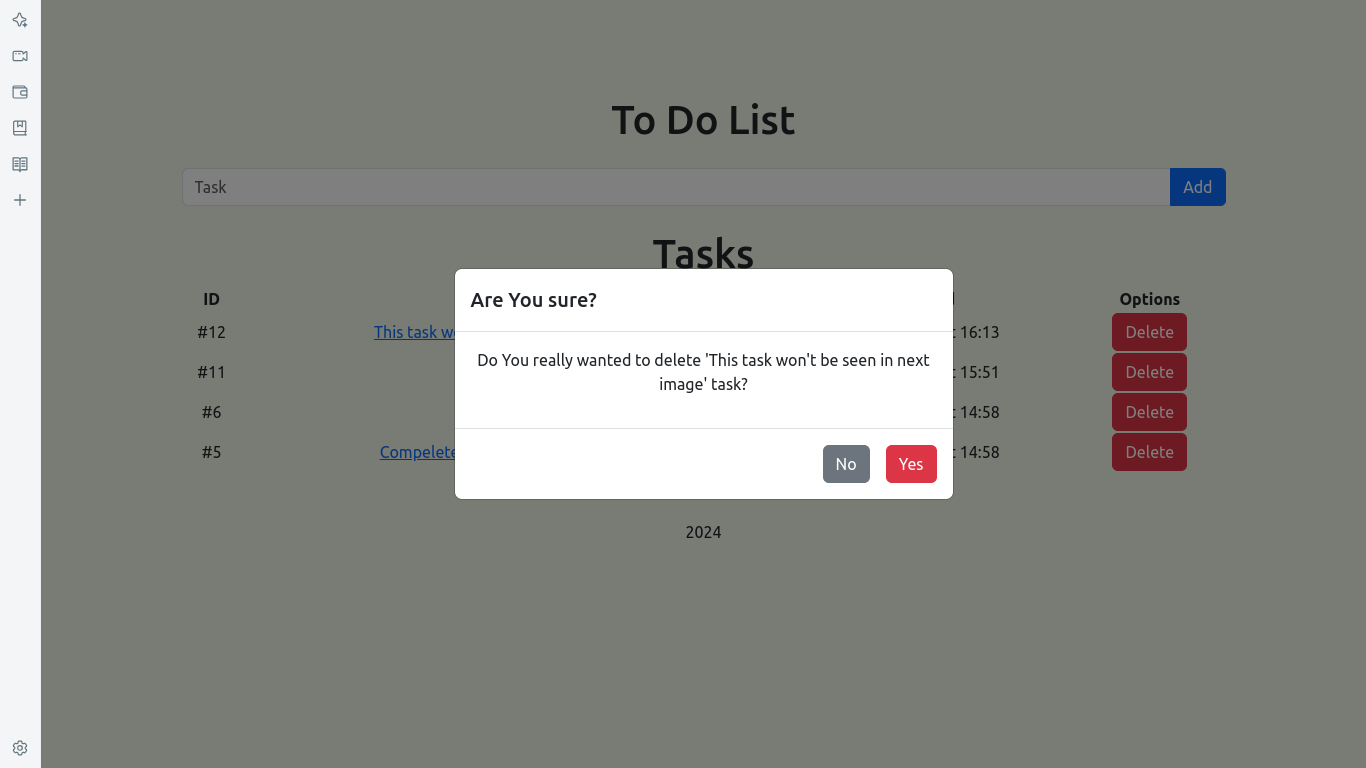 To Do List
Task Add
Tasks
ID Options
#12 This task 16:13 Delete
#11 15:51 Delete
#6 14:58 Delete
#5 Compelete 14:58 Delete
Are You sure?
Do You really wanted to delete 'This task won't be seen in next
image' task?
No Yes
2024